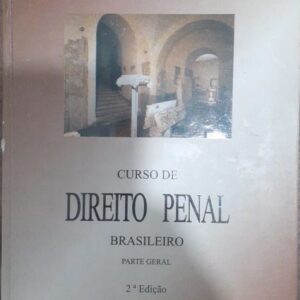 CURSO DE
DIREITO PENAL
BRASILEIRO
PARTE GERAL
2ª Edição